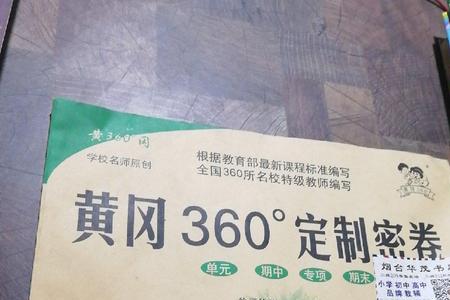 黄360°冈
学校名师原创
根据教育部最新课程标准编写
全国360所名校特级教师编写
黄冈360°定制密卷
单元 期中 专项 期末
烟台华茂书
小学 初中 高中
品牌教辅